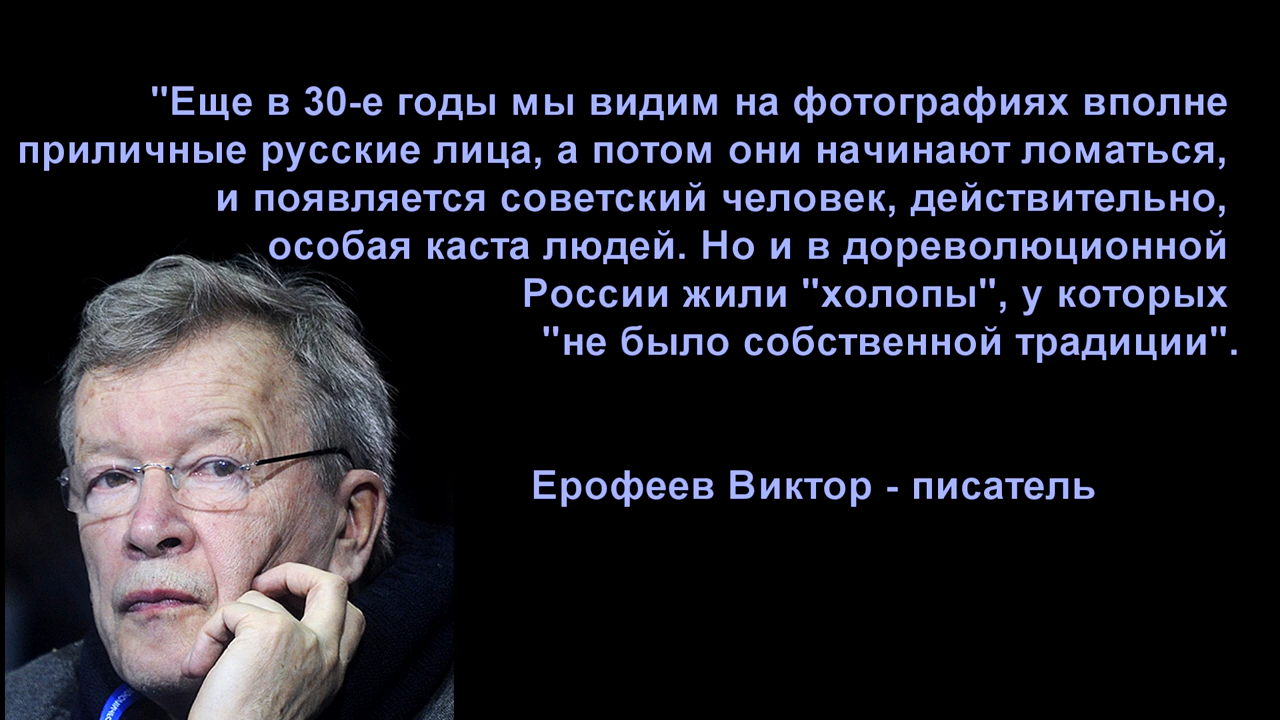 "Еще в 30-е годы мы видим на фотографиях вполне
приличные русские лица, а потом они начинают ломаться,
и появляется советский человек, действительно,
особая каста людей. Но и в дореволюционной
России жили "холопы", у которых
"не было собственной традиции".
Ерофеев Виктор - писатель